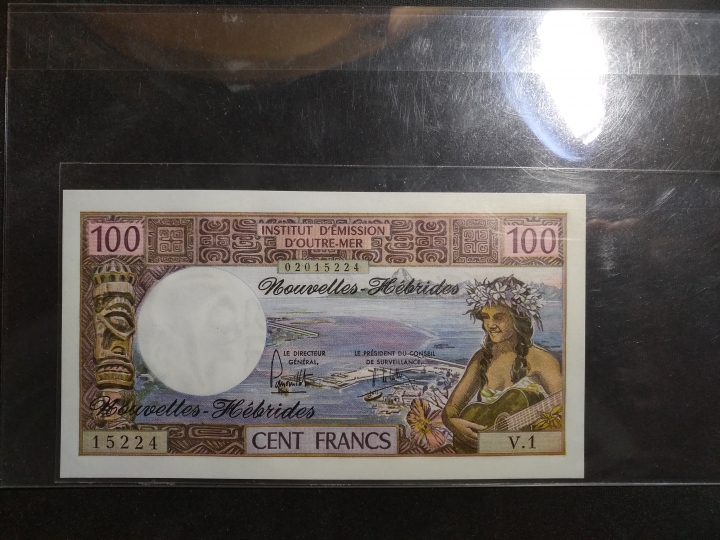 100
INSTITUT D'ÉMISSION
D'OUTRE-MER
100
02015224
Nouvelles-Hébrides
LE DIRECTEUR
GÉNÉRAL,
LE PRÉSIDENT DU CONSEIL
DE SURVEILLANCE,
Nouvelles-Hébrides
15224
CENT FRANCS
V.1